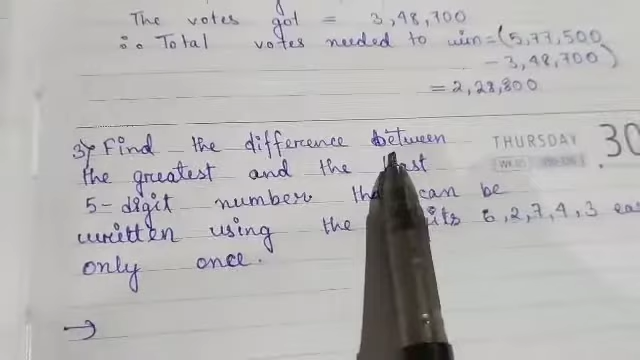 The votes got = 3,48,700
∴ Total votes needed to win = (5,77,500
- 3,48,700)
= 2,28,800
3) Find the difference between
the greatest and the
5-digit number can be
written using the 6,2,7,4,3
only once.
→
THURSDAY 30